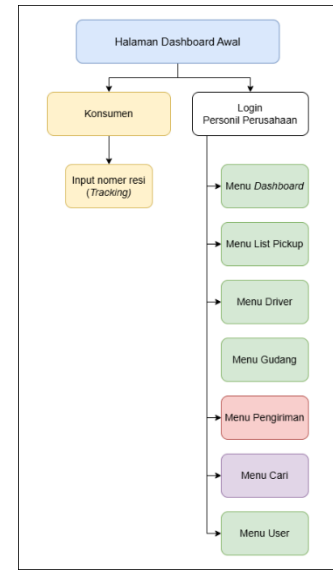 Halaman Dashboard Awal
Konsumen
Login
Personil Perusahaan
Input nomer resi
(Tracking)
Menu Dashboard
Menu List Pickup
Menu Driver
Menu Gudang
Menu Pengiriman
Menu Cari
Menu User